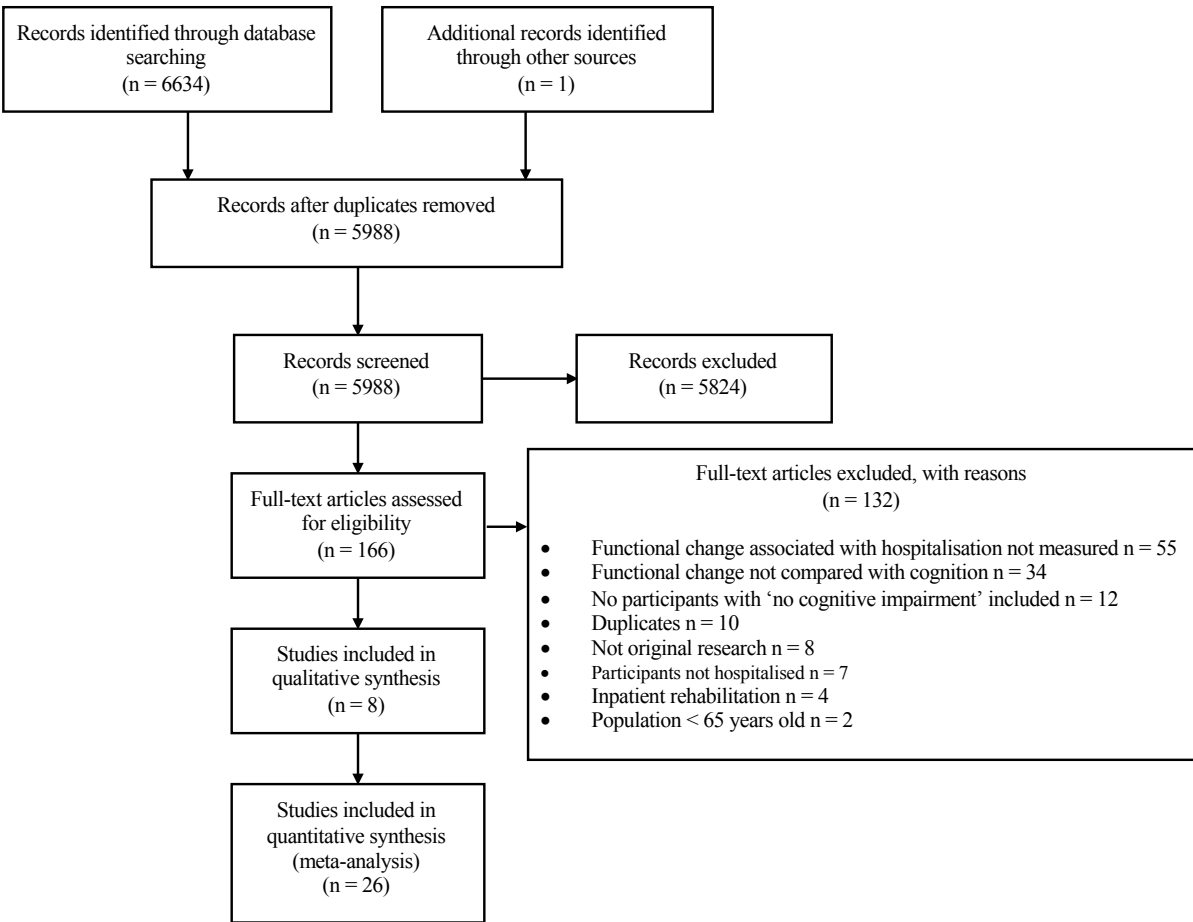 Records identified through database
searching
(n = 6634)
Additional records identified
through other sources
(n = 1)
Records after duplicates removed
(n = 5988)
Records screened
(n = 5988)
Records excluded
(n = 5824)
Full-text articles assessed
for eligibility
(n = 166)
Full-text articles excluded, with reasons
(n = 132)
• Functional change associated with hospitalisation not measured n = 55
• Functional change not compared with cognition n = 34
• No participants with ‘no cognitive impairment’ included n = 12
• Duplicates n = 10
• Not original research n = 8
• Participants not hospitalised n = 7
• Inpatient rehabilitation n = 4
• Population < 65 years old n = 2
Studies included in
qualitative synthesis
(n = 8)
Studies included in
quantitative synthesis
(meta-analysis)
(n = 26)